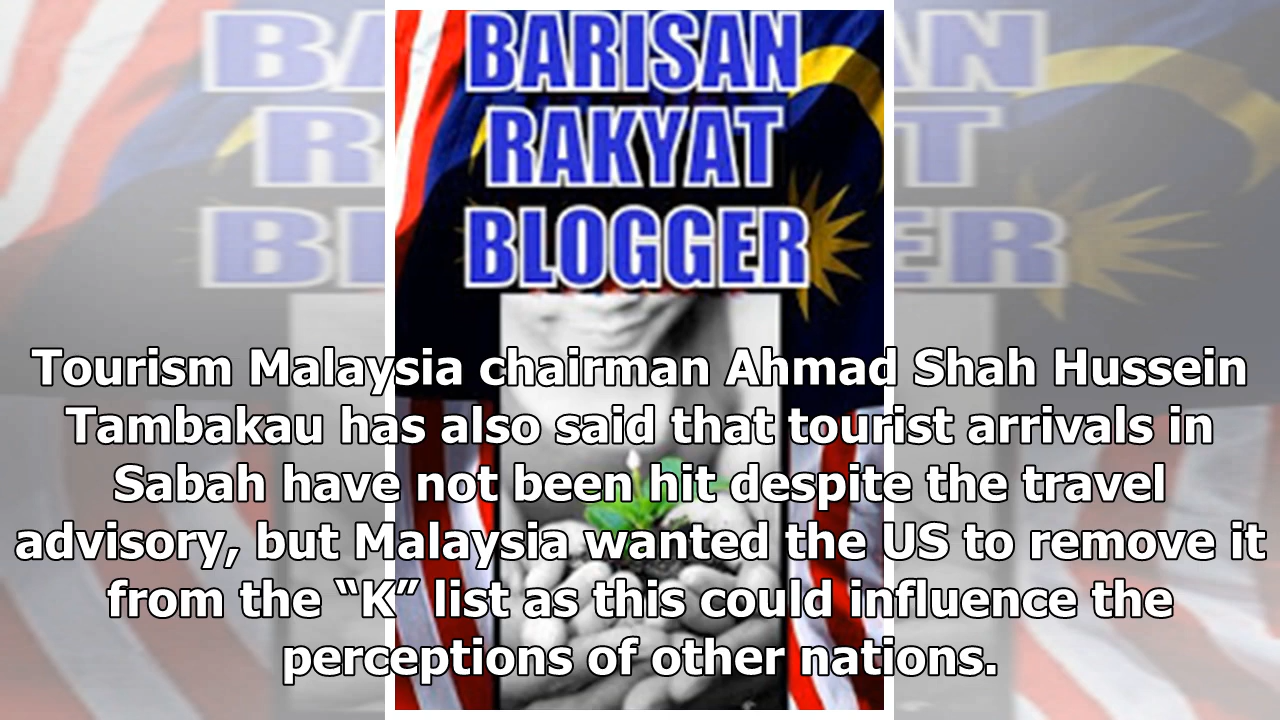 BARISAN
RAKYAT
BLOGGER
Tourism Malaysia chairman Ahmad Shah Hussein
Tambakau has also said that tourist arrivals in
Sabah have not been hit despite the travel
advisory, but Malaysia wanted the US to remove it
from the “K” list as this could influence the
perceptions of other nations.